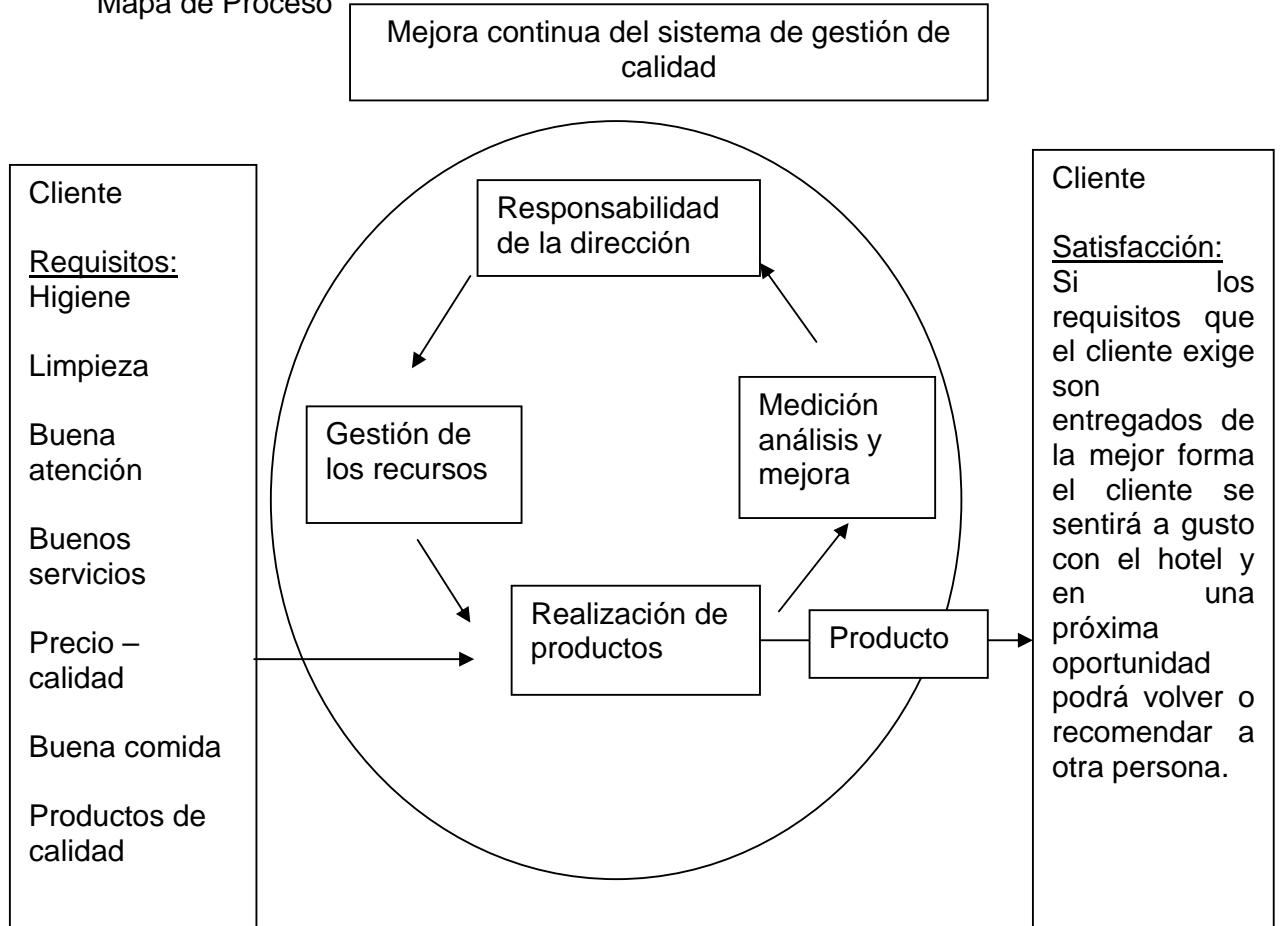 Mapa de Proceso
Mejora continua del sistema de gestión de
calidad
Cliente
Requisitos:
Higiene
Limpieza
Buena
atención
Buenos
servicios
Precio –
calidad
Buena comida
Productos de
calidad
Responsabilidad
de la dirección
Gestión de
los recursos
Medición
análisis y
mejora
Realización de
productos
Producto
Cliente
Satisfacción:
Si los
requisitos que
el cliente exige
son
entregados de
la mejor forma
el cliente se
sentirá a gusto
con el hotel y
en una
próxima
oportunidad
podrá volver o
recomendar a
otra persona.